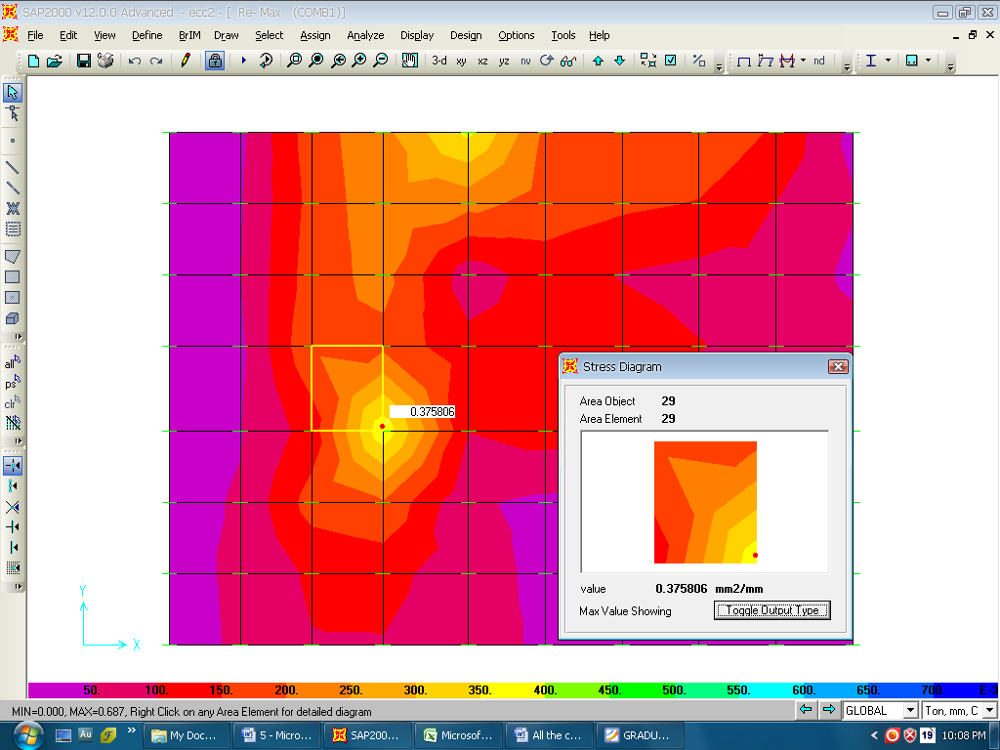 SAP2000 v12.0.0 Advanced - ecc2 - [ Re-Max (COMB1)]
File Edit View Define BrIM Draw Select Assign Analyze Display Design Options Tools Help
3-d xy xz yz nv nd
all
ps
clr
0.375806
Stress Diagram
Area Object 29
Area Element 29
value 0.375806 mm2/mm
Max Value Showing Toggle Output Type
Y
X
50. 100. 150. 200. 250. 300. 350. 400. 450. 500. 550. 600. 650. 700. E-3
MIN=0.000, MAX=0.687, Right Click on any Area Element for detailed diagram GLOBAL Ton, mm, C
Au My Doc... 5 - Micro... SAP200... Microsof... All the c... GRADU... 19 10:08 PM